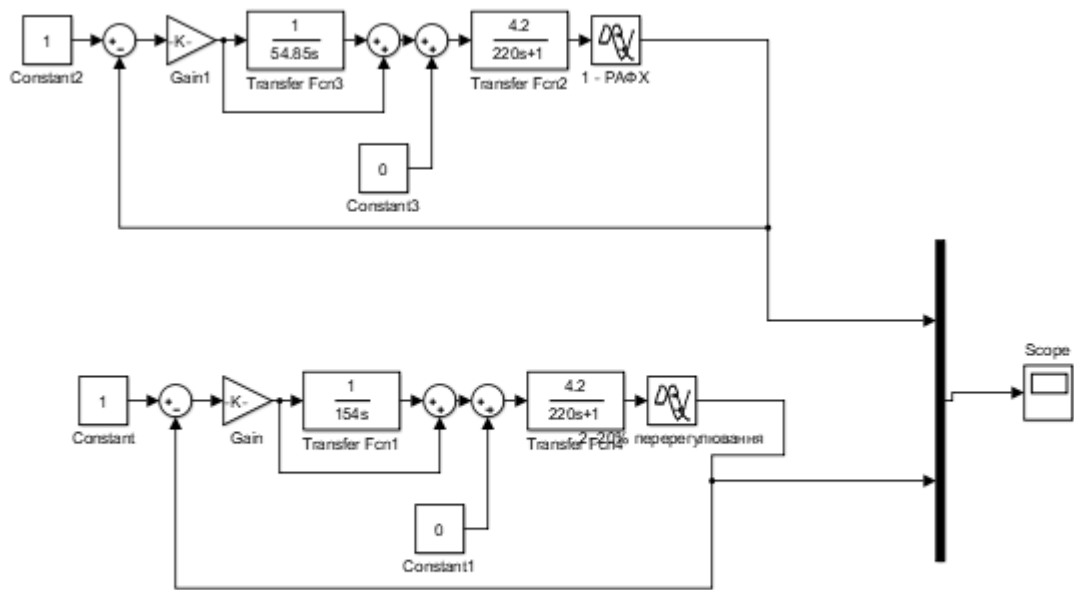 1
Constant2
+
-
-K-
Gain1
1
54.85s
Transfer Fcn3
+
+
+
+
4.2
220s+1
Transfer Fcn2
1 - РАФХ
0
Constant3
Scope
1
Constant
+
-
-K-
Gain
1
154s
Transfer Fcn1
+
+
+
+
4.2
220s+1
Transfer Fcn4
2 -20% перерегулювання
0
Constant1